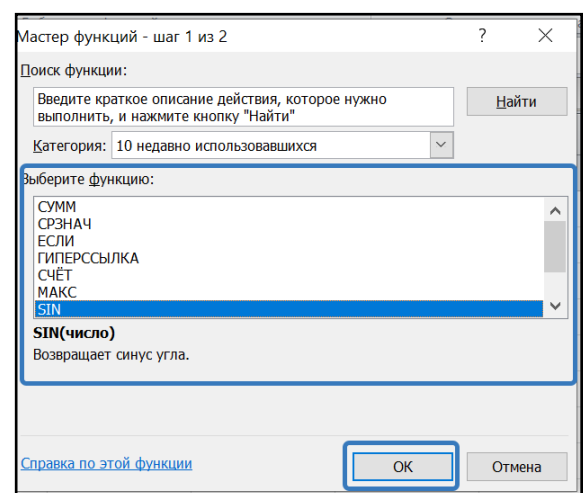 Мастер функций - шаг 1 из 2 ?
Поиск функции:
Введите краткое описание действия, которое нужно
выполнить, и нажмите кнопку "Найти"
Найти
Категория: 10 недавно использовавшихся
Выберите функцию:
СУММ
СРЗНАЧ
ЕСЛИ
ГИПЕРССЫЛКА
СЧЁТ
МАКС
SIN
SIN(число)
Возвращает синус угла.
Справка по этой функции
ОК
Отмена